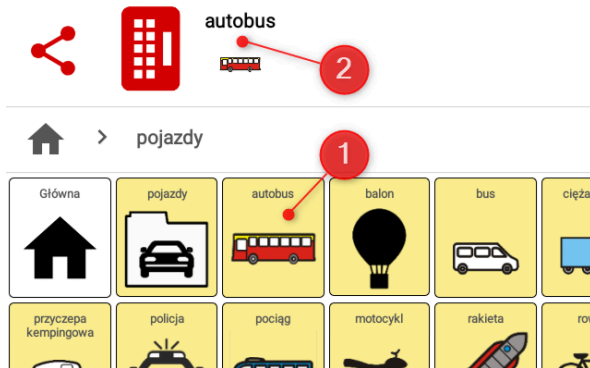 autobus
2
pojazdy
1
Główna
pojazdy
autobus
balon
bus
przyczepa
kempingowa
policja
pociąg
motocykl
rakieta